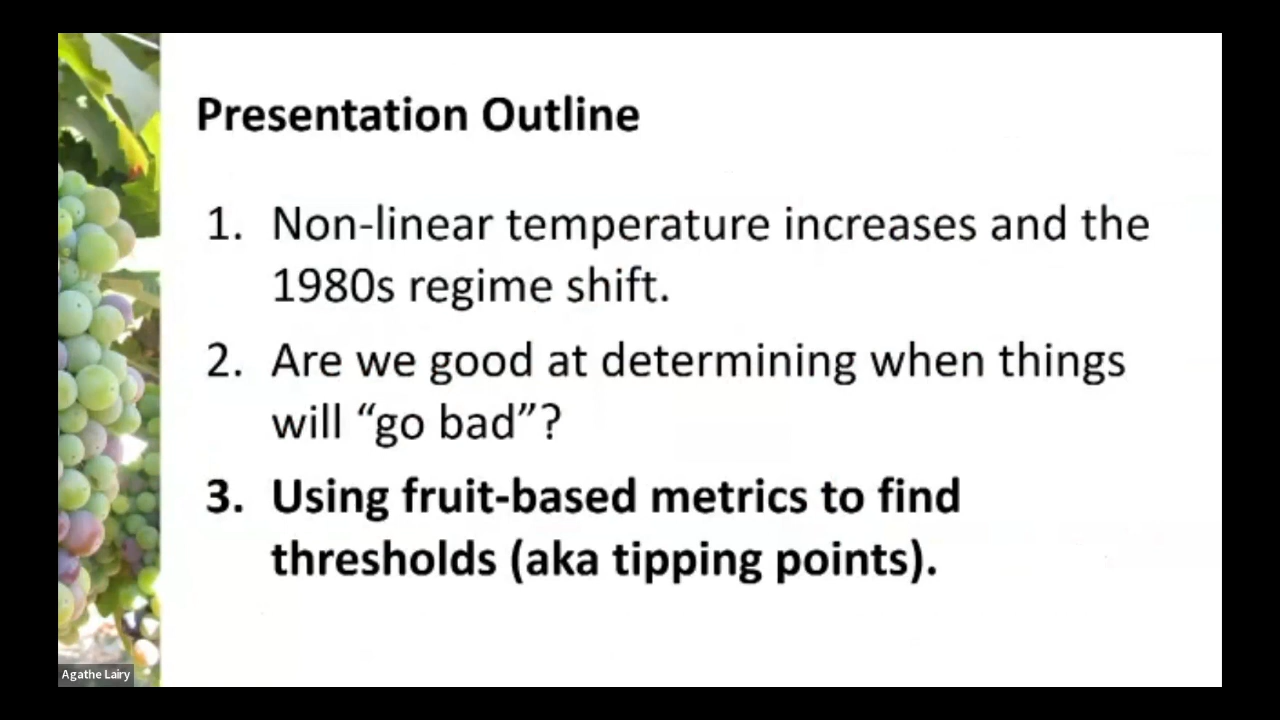 Presentation Outline
1. Non-linear temperature increases and the
1980s regime shift.
2. Are we good at determining when things
will “go bad”?
3. Using fruit-based metrics to find
thresholds (aka tipping points).
Agathe Lairy